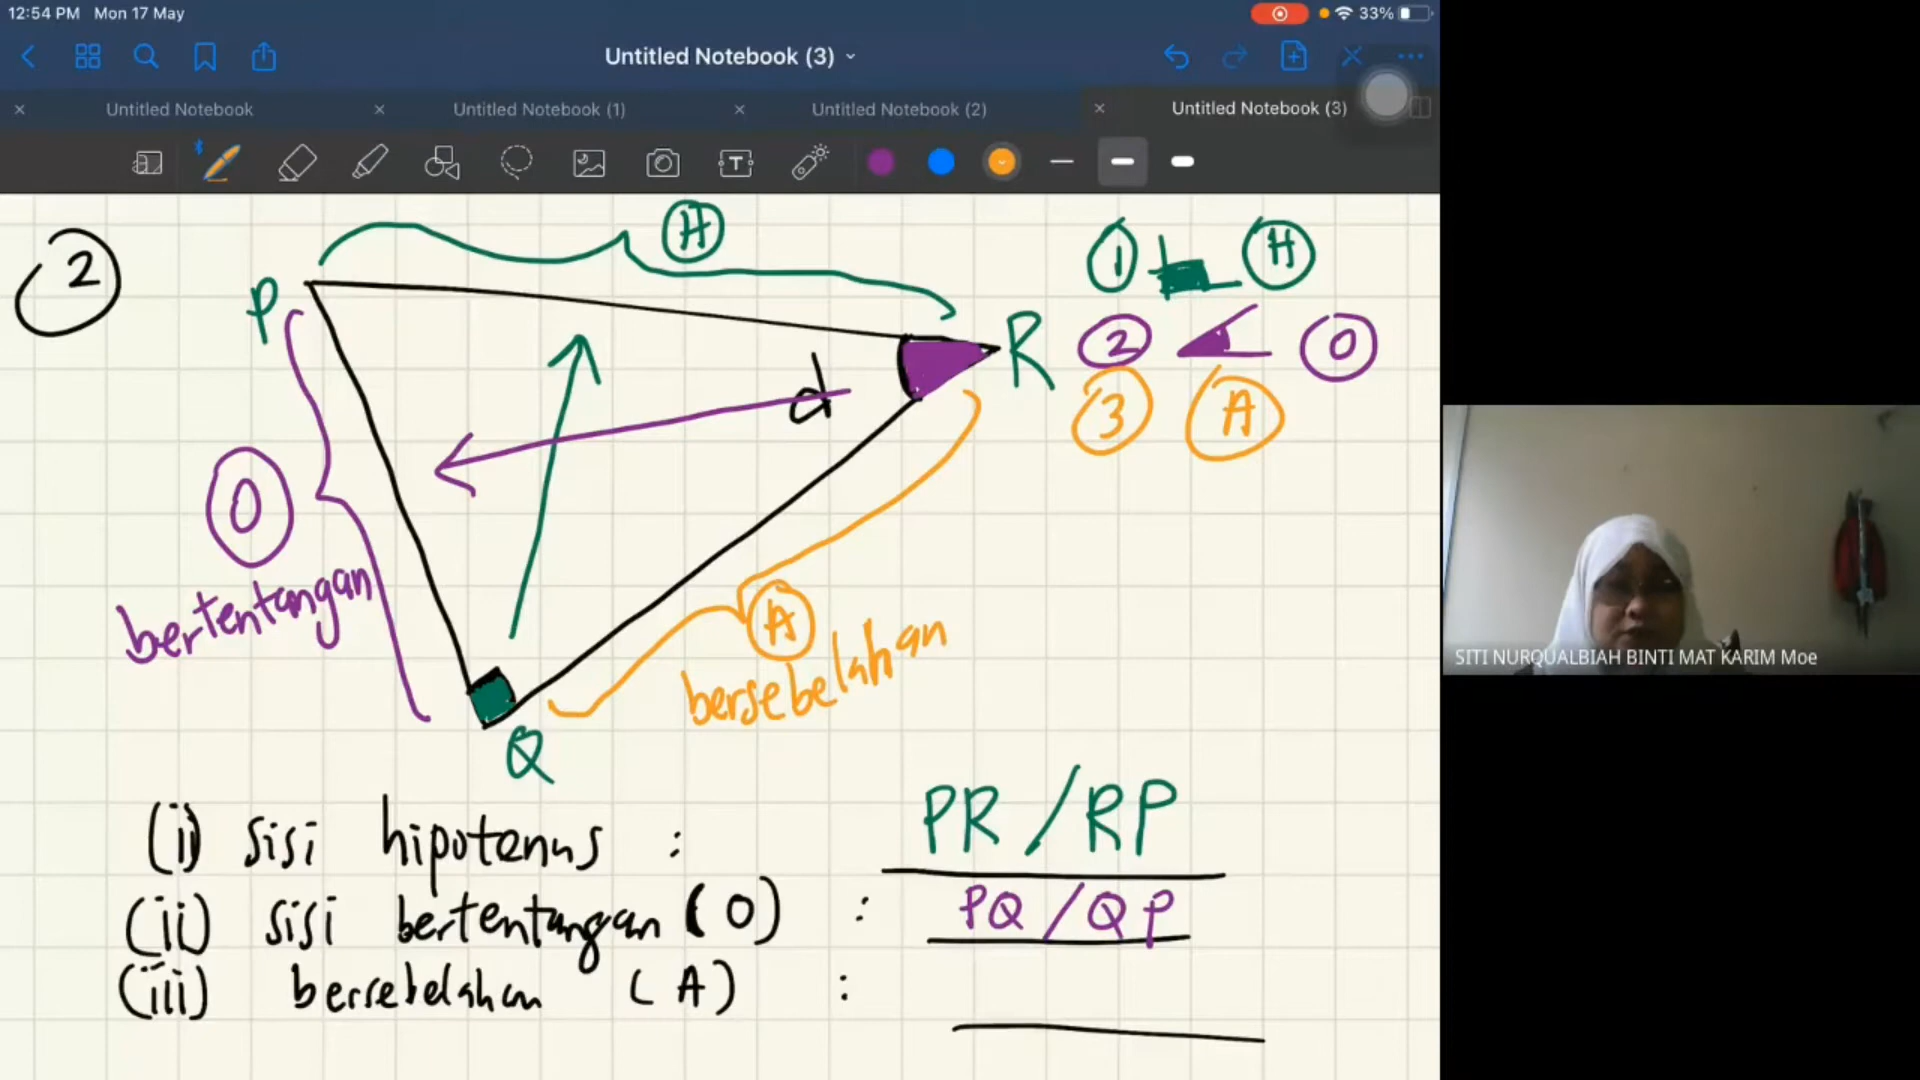 12:54 PM Mon 17 May
33%
Untitled Notebook (3)
Untitled Notebook
Untitled Notebook (1)
Untitled Notebook (2)
Untitled Notebook (3)
2
H
P
R
d
O
bertentangan
A
bersebelahan
Q
1 H
2 O
3 A
(i) sisi hipotenus : PR / RP
(ii) sisi bertentangan (O) : PQ / QP
(iii) bersebelahan (A) :
SITI NURQUALBIAH BINTI MAT KARIM Moe